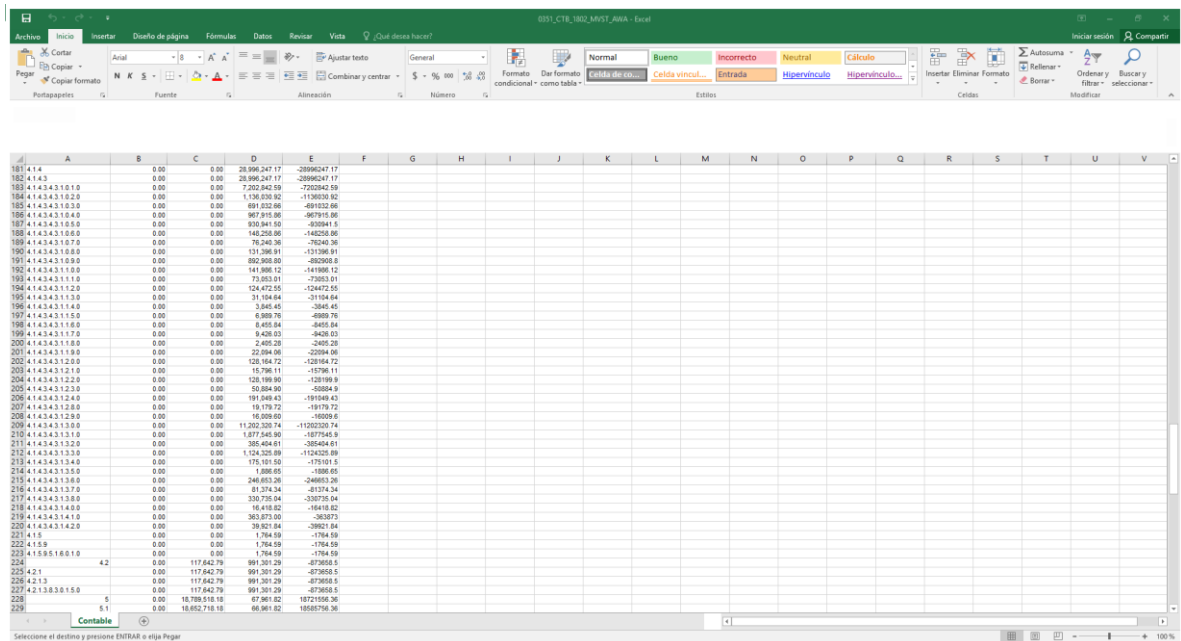 0351_CTB_1802_MVST_AWA - Excel
Archivo Inicio Insertar Diseño de página Fórmulas Datos Revisar Vista ¿Qué desea hacer? Iniciar sesión Compartir
Pegar Cortar Copiar Copiar formato Portapapeles
Arial 8 N K S Fuente
Ajustar texto Combinar y centrar Alineación
General $ % 000 Número
Formato condicional Dar formato como tabla Normal Bueno Incorrecto Neutral Cálculo
Celda de co... Celda vincul... Entrada Hipervínculo Hipervínculo... Estilos
Insertar Eliminar Formato Celdas
Autosuma Rellenar Borrar Ordenar y filtrar Buscar y seleccionar Modificar
A B C D E F G H I J K L M N O P Q R S T U V
181 4.1.4 0.00 0.00 28,996,247.17 -28996247.17
182 4.1.4.3 0.00 0.00 28,996,247.17 -28996247.17
183 4.1.4.3.4.3.1.0.1.0 0.00 0.00 7,202,842.59 -7202842.59
184 4.1.4.3.4.3.1.0.2.0 0.00 0.00 1,136,030.92 -1136030.92
185 4.1.4.3.4.3.1.0.3.0 0.00 0.00 691,032.66 -691032.66
186 4.1.4.3.4.3.1.0.4.0 0.00 0.00 967,915.86 -967915.86
187 4.1.4.3.4.3.1.0.5.0 0.00 0.00 930,941.50 -930941.5
188 4.1.4.3.4.3.1.0.6.0 0.00 0.00 148,258.86 -148258.86
189 4.1.4.3.4.3.1.0.7.0 0.00 0.00 76,240.36 -76240.36
190 4.1.4.3.4.3.1.0.8.0 0.00 0.00 131,396.91 -131396.91
191 4.1.4.3.4.3.1.0.9.0 0.00 0.00 892,908.80 -892908.8
192 4.1.4.3.4.3.1.1.0.0 0.00 0.00 141,986.12 -141986.12
193 4.1.4.3.4.3.1.1.1.0 0.00 0.00 73,053.01 -73053.01
194 4.1.4.3.4.3.1.1.2.0 0.00 0.00 124,472.55 -124472.55
195 4.1.4.3.4.3.1.1.3.0 0.00 0.00 31,104.64 -31104.64
196 4.1.4.3.4.3.1.1.4.0 0.00 0.00 3,845.45 -3845.45
197 4.1.4.3.4.3.1.1.5.0 0.00 0.00 6,989.76 -6989.76
198 4.1.4.3.4.3.1.1.6.0 0.00 0.00 8,455.84 -8455.84
199 4.1.4.3.4.3.1.1.7.0 0.00 0.00 9,426.03 -9426.03
200 4.1.4.3.4.3.1.1.8.0 0.00 0.00 2,405.28 -2405.28
201 4.1.4.3.4.3.1.1.9.0 0.00 0.00 22,094.06 -22094.06
202 4.1.4.3.4.3.1.2.0.0 0.00 0.00 128,164.72 -128164.72
203 4.1.4.3.4.3.1.2.1.0 0.00 0.00 15,796.11 -15796.11
204 4.1.4.3.4.3.1.2.2.0 0.00 0.00 128,199.90 -128199.9
205 4.1.4.3.4.3.1.2.3.0 0.00 0.00 50,884.90 -50884.9
206 4.1.4.3.4.3.1.2.4.0 0.00 0.00 191,049.43 -191049.43
207 4.1.4.3.4.3.1.2.8.0 0.00 0.00 19,179.72 -19179.72
208 4.1.4.3.4.3.1.2.9.0 0.00 0.00 16,009.60 -16009.6
209 4.1.4.3.4.3.1.3.0.0 0.00 0.00 11,202,320.74 -11202320.74
210 4.1.4.3.4.3.1.3.1.0 0.00 0.00 1,877,545.90 -1877545.9
211 4.1.4.3.4.3.1.3.2.0 0.00 0.00 385,404.61 -385404.61
212 4.1.4.3.4.3.1.3.3.0 0.00 0.00 1,124,325.89 -1124325.89
213 4.1.4.3.4.3.1.3.4.0 0.00 0.00 175,101.50 -175101.5
214 4.1.4.3.4.3.1.3.5.0 0.00 0.00 1,886.65 -1886.65
215 4.1.4.3.4.3.1.3.6.0 0.00 0.00 246,653.26 -246653.26
216 4.1.4.3.4.3.1.3.7.0 0.00 0.00 81,374.34 -81374.34
217 4.1.4.3.4.3.1.3.8.0 0.00 0.00 330,735.04 -330735.04
218 4.1.4.3.4.3.1.4.0.0 0.00 0.00 16,418.82 -16418.82
219 4.1.4.3.4.3.1.4.1.0 0.00 0.00 363,873.00 -363873
220 4.1.4.3.4.3.1.4.2.0 0.00 0.00 39,921.84 -39921.84
221 4.1.5 0.00 0.00 1,764.59 -1764.59
222 4.1.5.9 0.00 0.00 1,764.59 -1764.59
223 4.1.5.9.5.1.6.0.1.0 0.00 0.00 1,764.59 -1764.59
224 4.2 0.00 117,642.79 991,301.29 -873658.5
225 4.2.1 0.00 117,642.79 991,301.29 -873658.5
226 4.2.1.3 0.00 117,642.79 991,301.29 -873658.5
227 4.2.1.3.8.3.0.1.5.0 0.00 117,642.79 991,301.29 -873658.5
228 5 0.00 18,789,518.18 67,961.82 18721556.36
229 5.1 0.00 18,652,718.18 66,961.82 18585756.36
Contable
Seleccione el destino y presione ENTRAR o elija Pegar 100 %